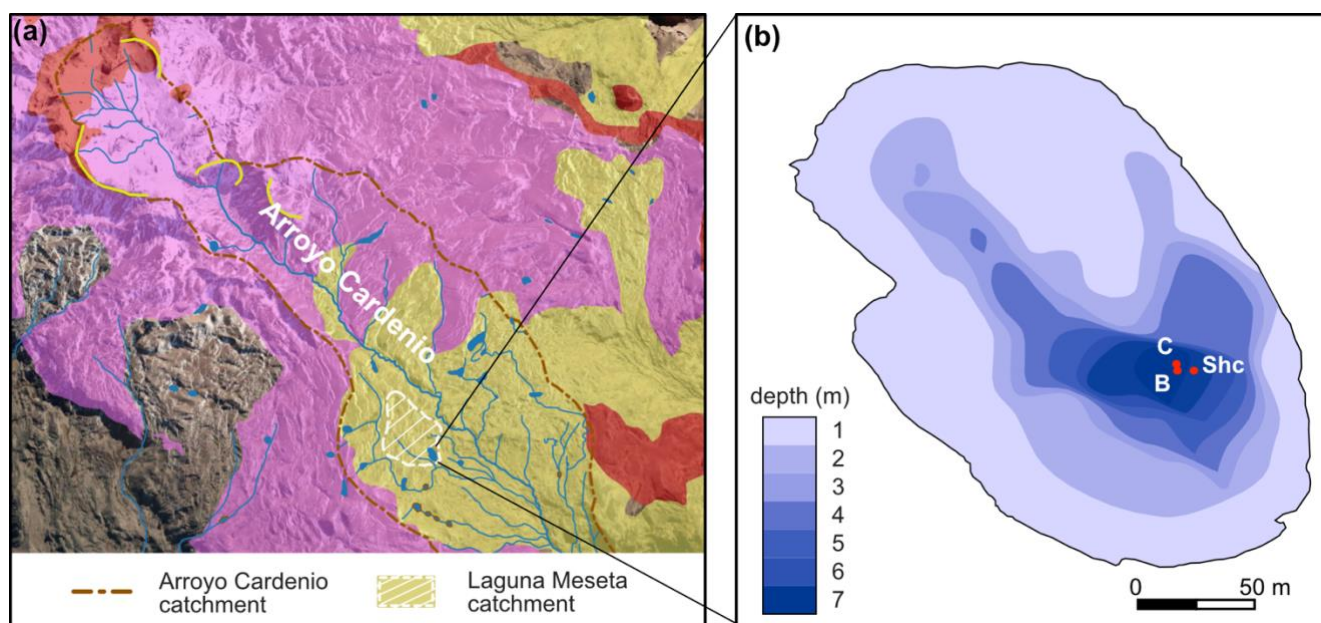 (a)
Arroyo Cardenio
Arroyo Cardenio
catchment
Laguna Meseta
catchment
(b)
C
B
Shc
depth (m)
1
2
3
4
5
6
7
0 50 m